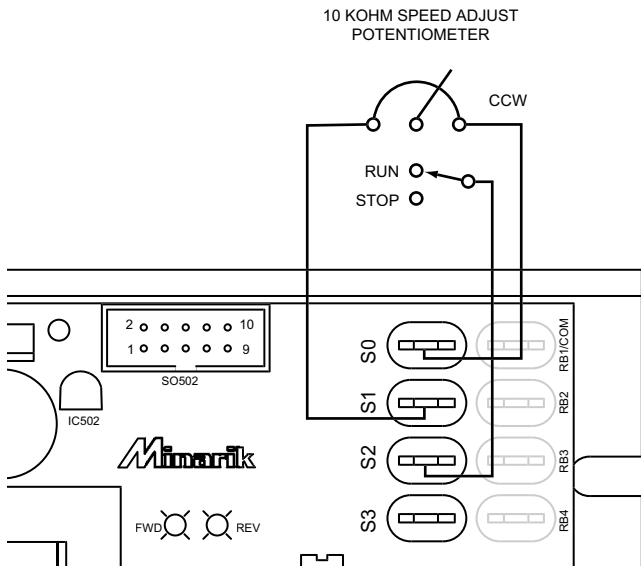 10 KOHM SPEED ADJUST
POTENTIOMETER
CCW
RUN
STOP
2 10
1 9
SO502
IC502
Minarik
FWD REV
S0 RB1/COM
S1 RB2
S2 RB3
S3 RB4